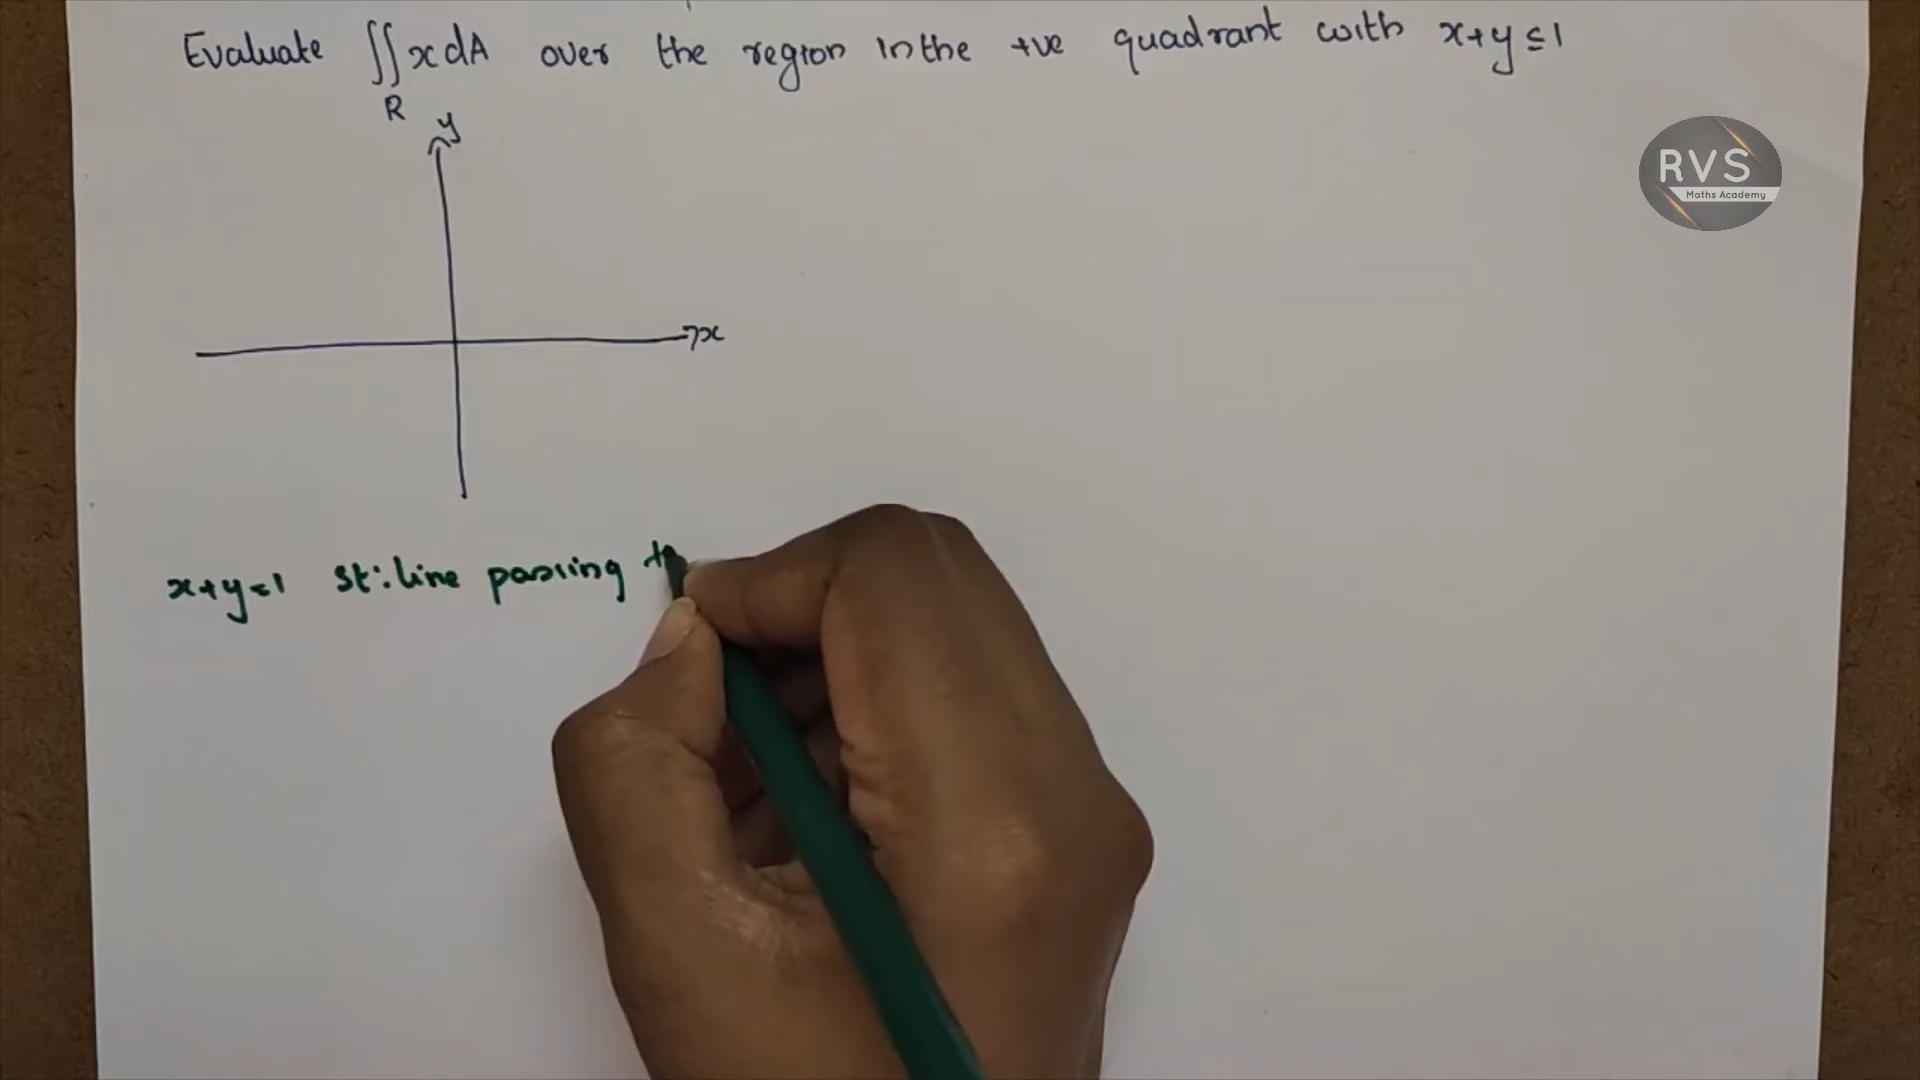 Evaluate ∬ x dA over the region in the +ve quadrant with x+y≤1
R
y
x
x+y=1 st:line passing
RVS
Maths Academy